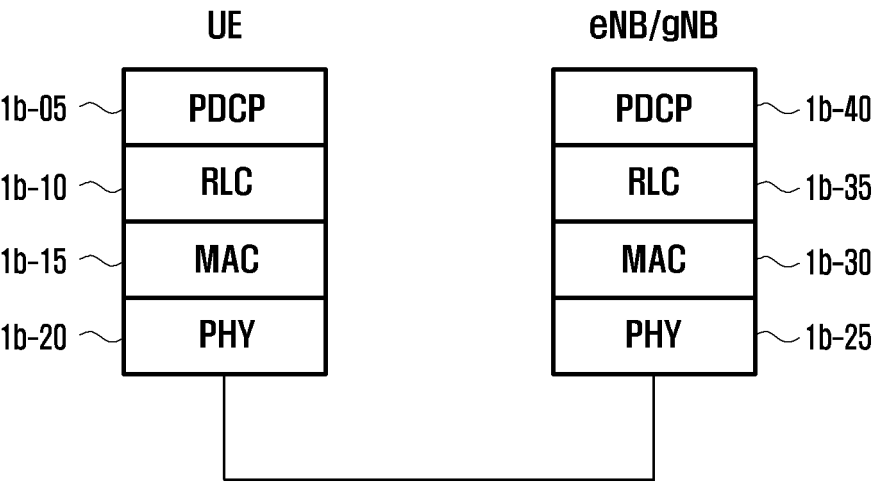 UE eNB/gNB
1b-05 PDCP PDCP 1b-40
1b-10 RLC RLC 1b-35
1b-15 MAC MAC 1b-30
1b-20 PHY PHY 1b-25